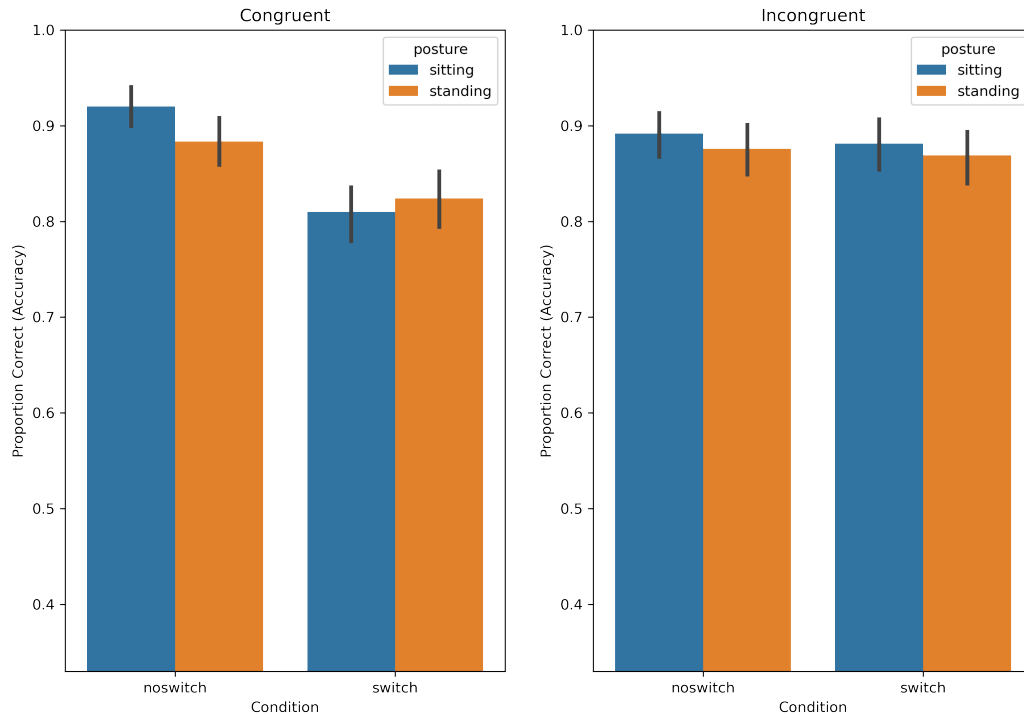 Congruent
1.0
0.9
0.8
0.7
0.6
0.5
0.4
Proportion Correct (Accuracy)
posture
sitting
standing
noswitch switch
Condition
Incongruent
1.0
0.9
0.8
0.7
0.6
0.5
0.4
Proportion Correct (Accuracy)
posture
sitting
standing
noswitch switch
Condition